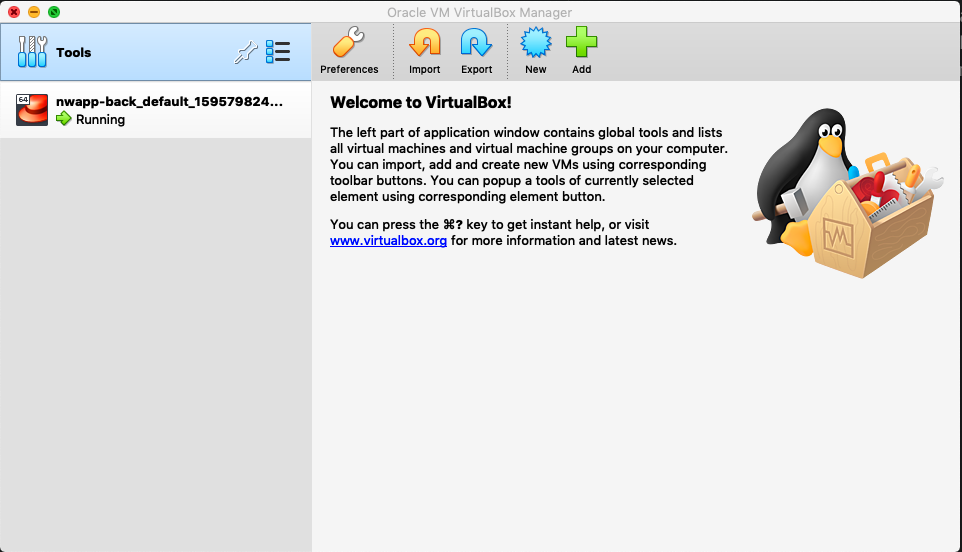 Oracle VM VirtualBox Manager
Tools
Preferences
Import
Export
New
Add
64
nwapp-back_default_159579824...
Running
Welcome to VirtualBox!
The left part of application window contains global tools and lists
all virtual machines and virtual machine groups on your computer.
You can import, add and create new VMs using corresponding
toolbar buttons. You can popup a tools of currently selected
element using corresponding element button.
You can press the ⌘? key to get instant help, or visit
www.virtualbox.org for more information and latest news.